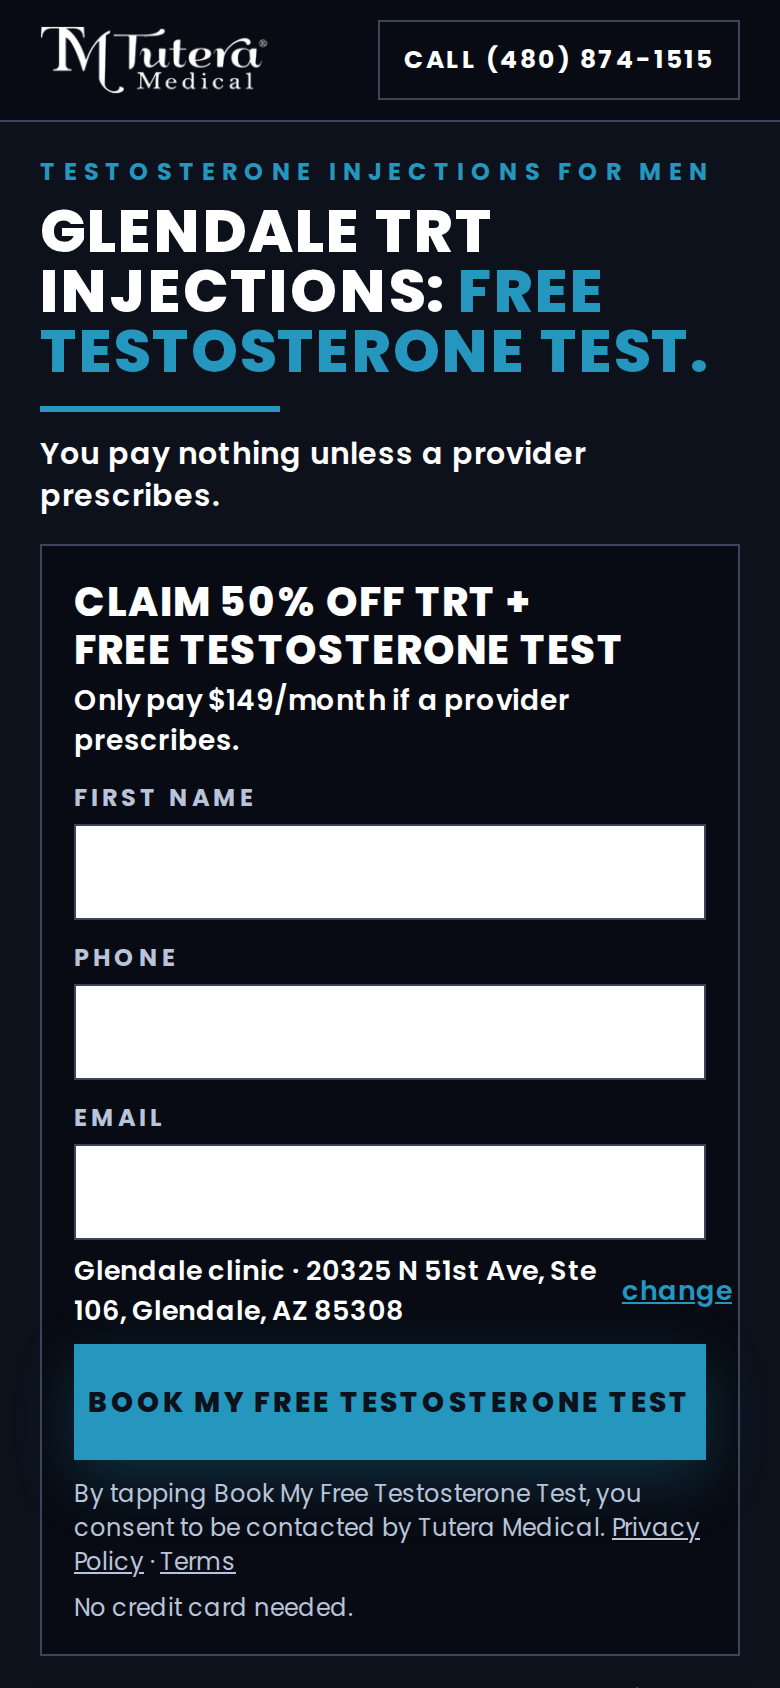 TM Tutera®
Medical
CALL (480) 874-1515
TESTOSTERONE INJECTIONS FOR MEN
GLENDALE TRT
INJECTIONS: FREE
TESTOSTERONE TEST.
You pay nothing unless a provider
prescribes.
CLAIM 50% OFF TRT +
FREE TESTOSTERONE TEST
Only pay $149/month if a provider
prescribes.
FIRST NAME
PHONE
EMAIL
Glendale clinic · 20325 N 51st Ave, Ste
106, Glendale, AZ 85308
change
BOOK MY FREE TESTOSTERONE TEST
By tapping Book My Free Testosterone Test, you
consent to be contacted by Tutera Medical. Privacy
Policy · Terms
No credit card needed.